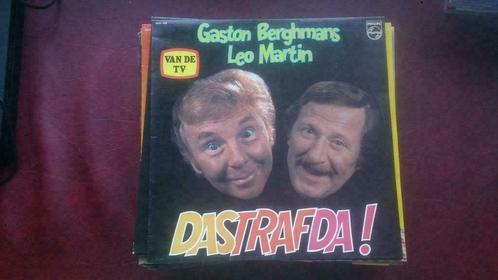 Gaston Berghmans
Leo Martin
VAN DE
TV
PHILIPS
DASTRAFDA!